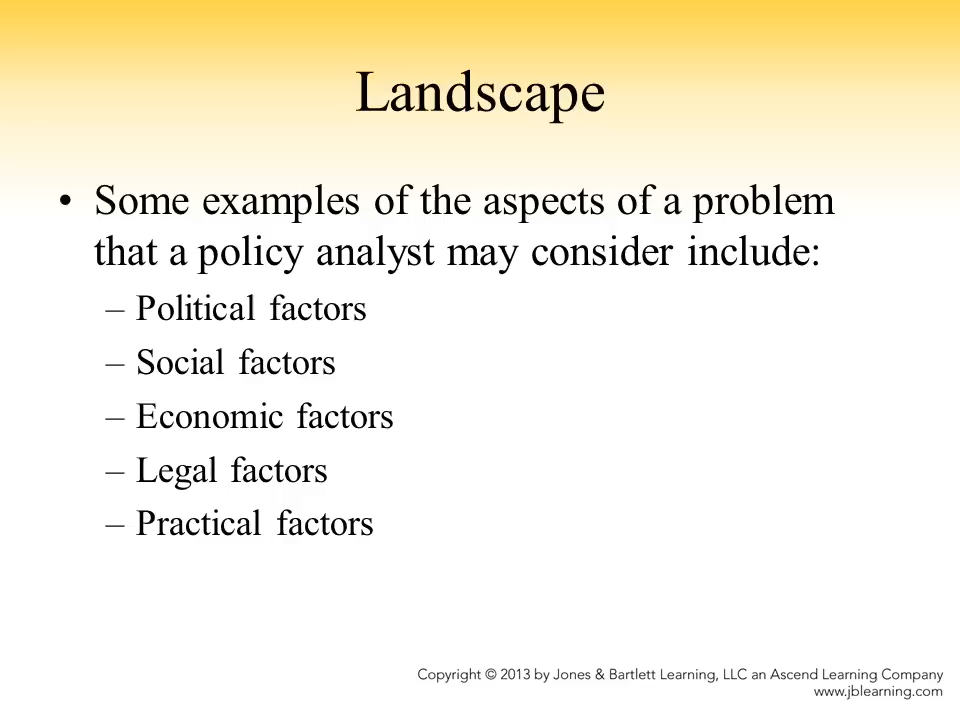 Landscape
• Some examples of the aspects of a problem
that a policy analyst may consider include:
– Political factors
– Social factors
– Economic factors
– Legal factors
– Practical factors
Copyright © 2013 by Jones & Bartlett Learning, LLC an Ascend Learning Company
www.jblearning.com